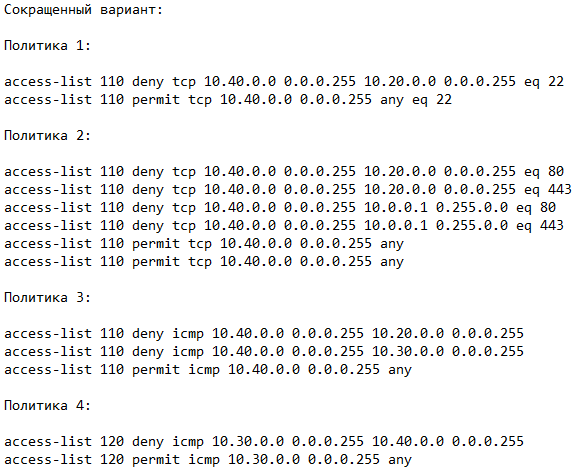 Сокращенный вариант:
Политика 1:
access-list 110 deny tcp 10.40.0.0 0.0.0.255 10.20.0.0 0.0.0.255 eq 22
access-list 110 permit tcp 10.40.0.0 0.0.0.255 any eq 22
Политика 2:
access-list 110 deny tcp 10.40.0.0 0.0.0.255 10.20.0.0 0.0.0.255 eq 80
access-list 110 deny tcp 10.40.0.0 0.0.0.255 10.20.0.0 0.0.0.255 eq 443
access-list 110 deny tcp 10.40.0.0 0.0.0.255 10.0.0.1 0.255.0.0 eq 80
access-list 110 deny tcp 10.40.0.0 0.0.0.255 10.0.0.1 0.255.0.0 eq 443
access-list 110 permit tcp 10.40.0.0 0.0.0.255 any
access-list 110 permit tcp 10.40.0.0 0.0.0.255 any
Политика 3:
access-list 110 deny icmp 10.40.0.0 0.0.0.255 10.20.0.0 0.0.0.255
access-list 110 deny icmp 10.40.0.0 0.0.0.255 10.30.0.0 0.0.0.255
access-list 110 permit icmp 10.40.0.0 0.0.0.255 any
Политика 4:
access-list 120 deny icmp 10.30.0.0 0.0.0.255 10.40.0.0 0.0.0.255
access-list 120 permit icmp 10.30.0.0 0.0.0.255 any